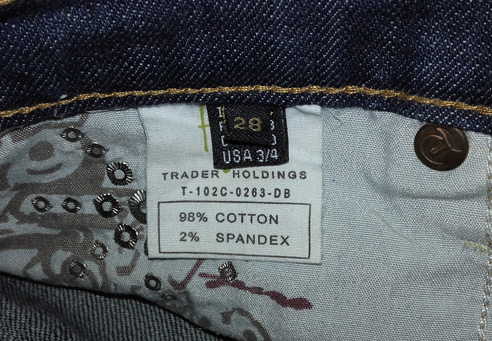 28
USA 3/4
TRADER HOLDINGS
T-102C-0263-DB
98% COTTON
2% SPANDEX